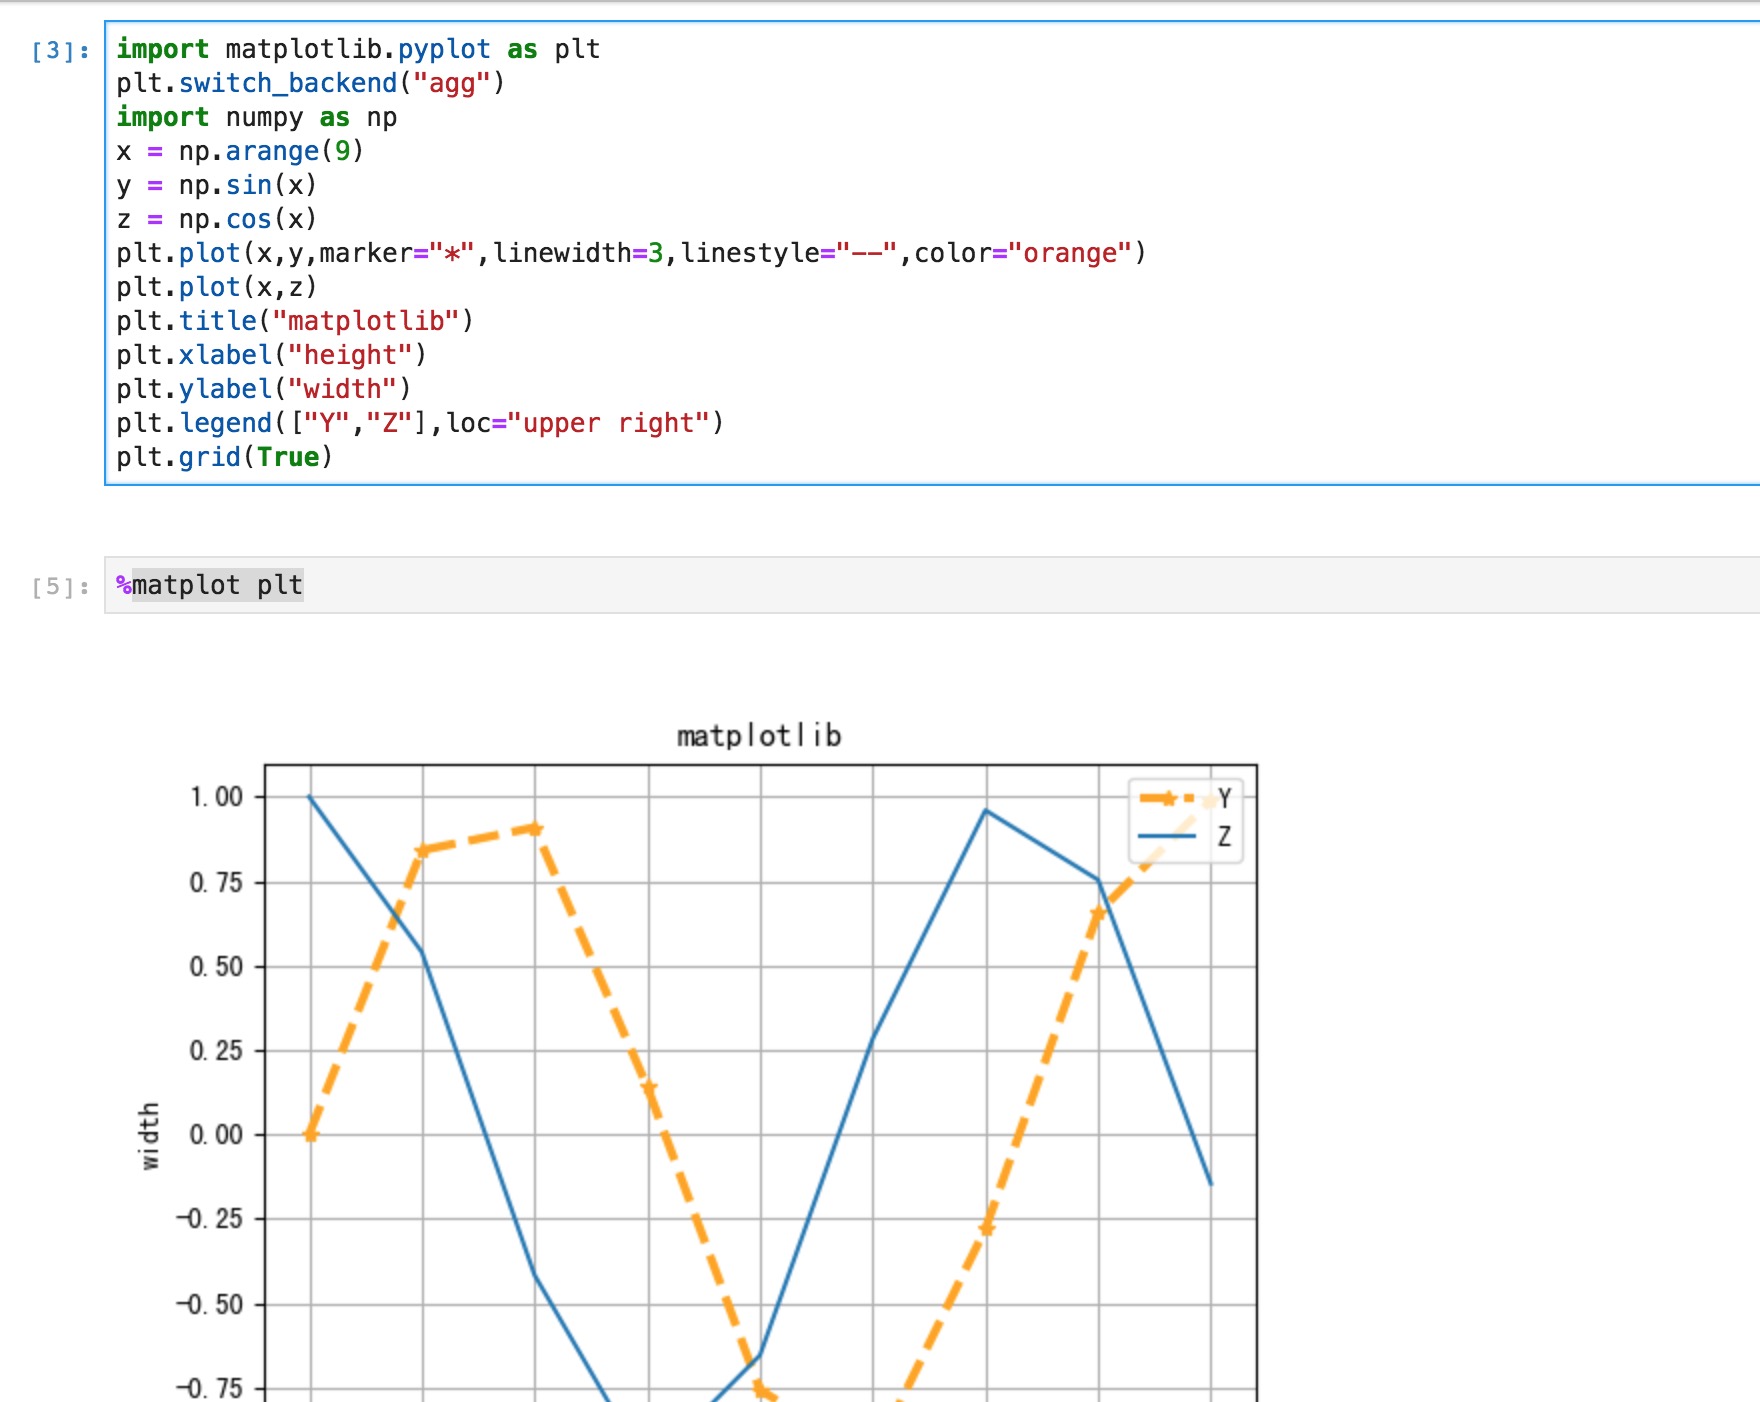 [3]:
import matplotlib.pyplot as plt
plt.switch_backend("agg")
import numpy as np
x = np.arange(9)
y = np.sin(x)
z = np.cos(x)
plt.plot(x,y,marker="*",linewidth=3,linestyle="--",color="orange")
plt.plot(x,z)
plt.title("matplotlib")
plt.xlabel("height")
plt.ylabel("width")
plt.legend(["Y","Z"],loc="upper right")
plt.grid(True)
[5]:
%matplot plt
matplotlib
Y
Z
1.00
0.75
0.50
0.25
0.00
-0.25
-0.50
-0.75
width